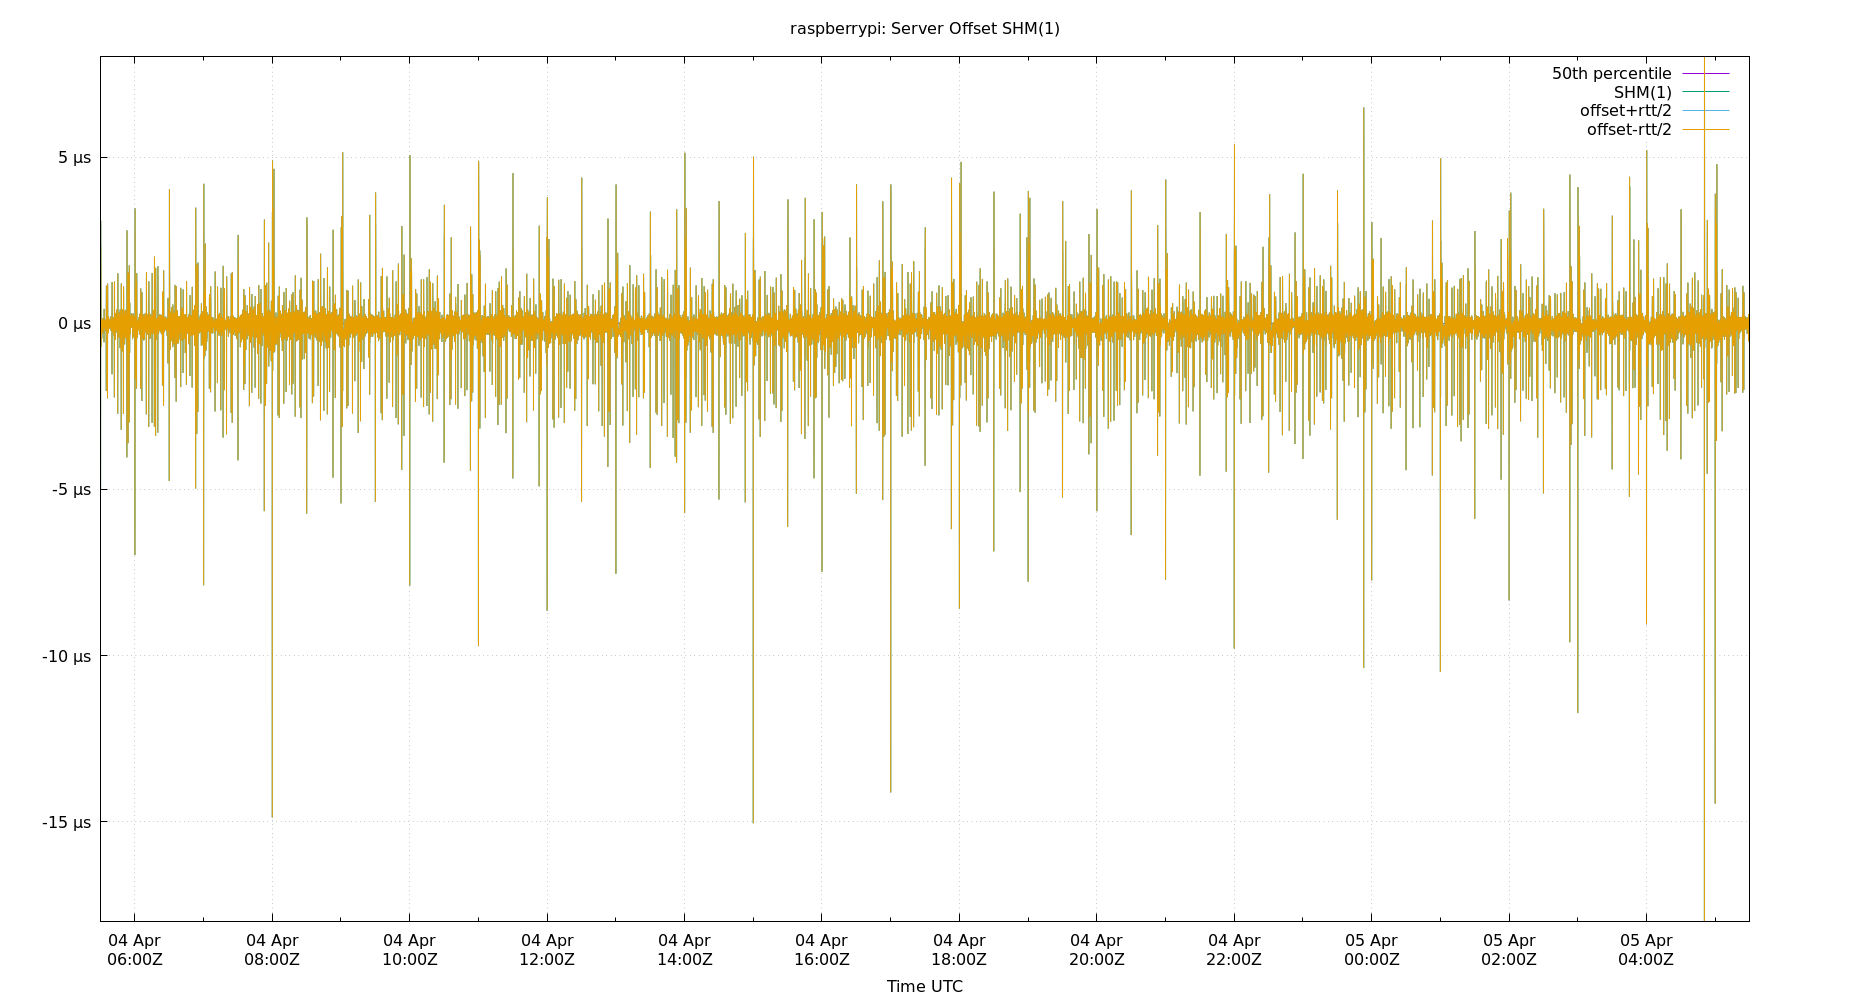 raspberrypi: Server Offset SHM(1)
50th percentile
SHM(1)
offset+rtt/2
offset-rtt/2
5 µs
0 µs
-5 µs
-10 µs
-15 µs
04 Apr 04 Apr 04 Apr 04 Apr 04 Apr 04 Apr 04 Apr 04 Apr 04 Apr 05 Apr 05 Apr 05 Apr
06:00Z 08:00Z 10:00Z 12:00Z 14:00Z 16:00Z 18:00Z 20:00Z 22:00Z 00:00Z 02:00Z 04:00Z
Time UTC